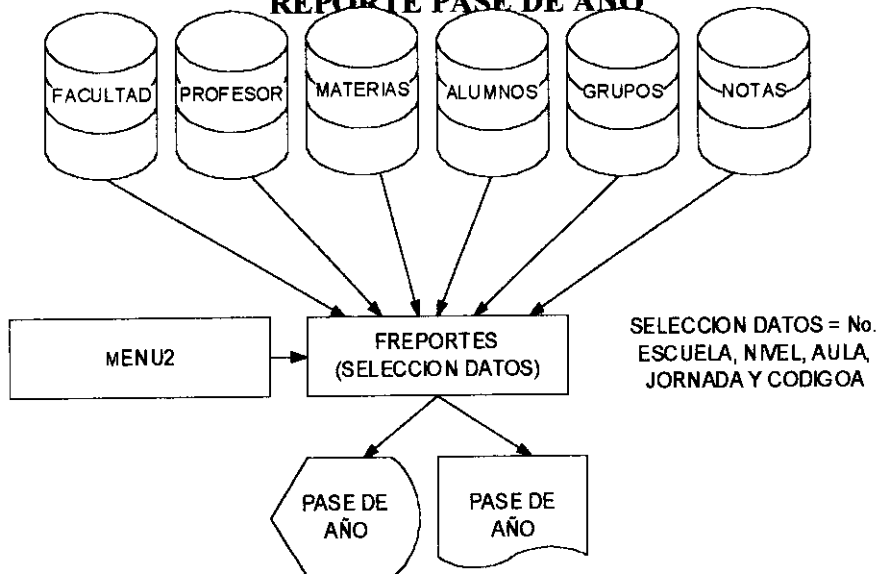 REPORTE PASE DE AÑO
FACULTAD
PROFESOR
MATERIAS
ALUMNOS
GRUPOS
NOTAS
MENU2
FREPORTES
(SELECCION DATOS)
SELECCION DATOS = No.
ESCUELA, NIVEL, AULA,
JORNADA Y CODIGOA
PASE DE
AÑO
PASE DE
AÑO